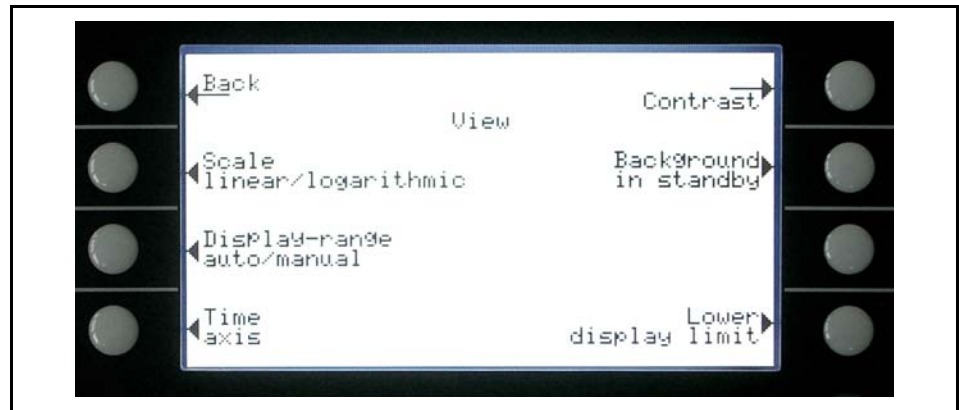 Back
Contrast
View
Scale
linear/logarithmic
Background
in standby
Display-range
auto/manual
Time
axis
Lower
display limit